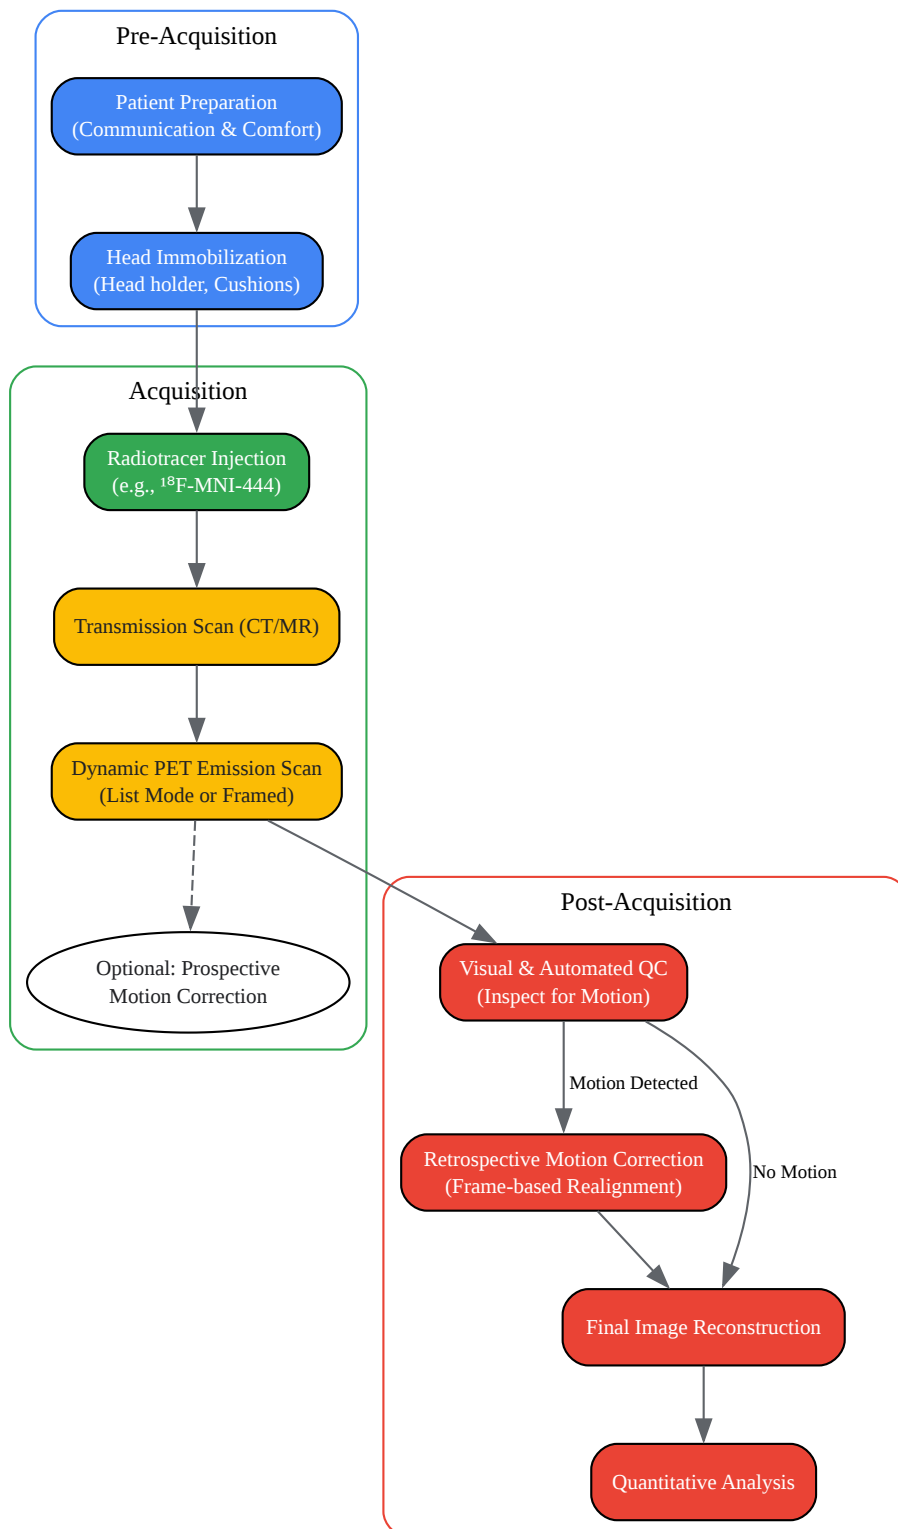 Pre-Acquisition
Patient Preparation
(Communication & Comfort)
Head Immobilization
(Head holder, Cushions)
Acquisition
Radiotracer Injection
(e.g., ¹⁸F-MNI-444)
Transmission Scan (CT/MR)
Dynamic PET Emission Scan
(List Mode or Framed)
Optional: Prospective
Motion Correction
Post-Acquisition
Visual & Automated QC
(Inspect for Motion)
Motion Detected
Retrospective Motion Correction
(Frame-based Realignment)
No Motion
Final Image Reconstruction
Quantitative Analysis